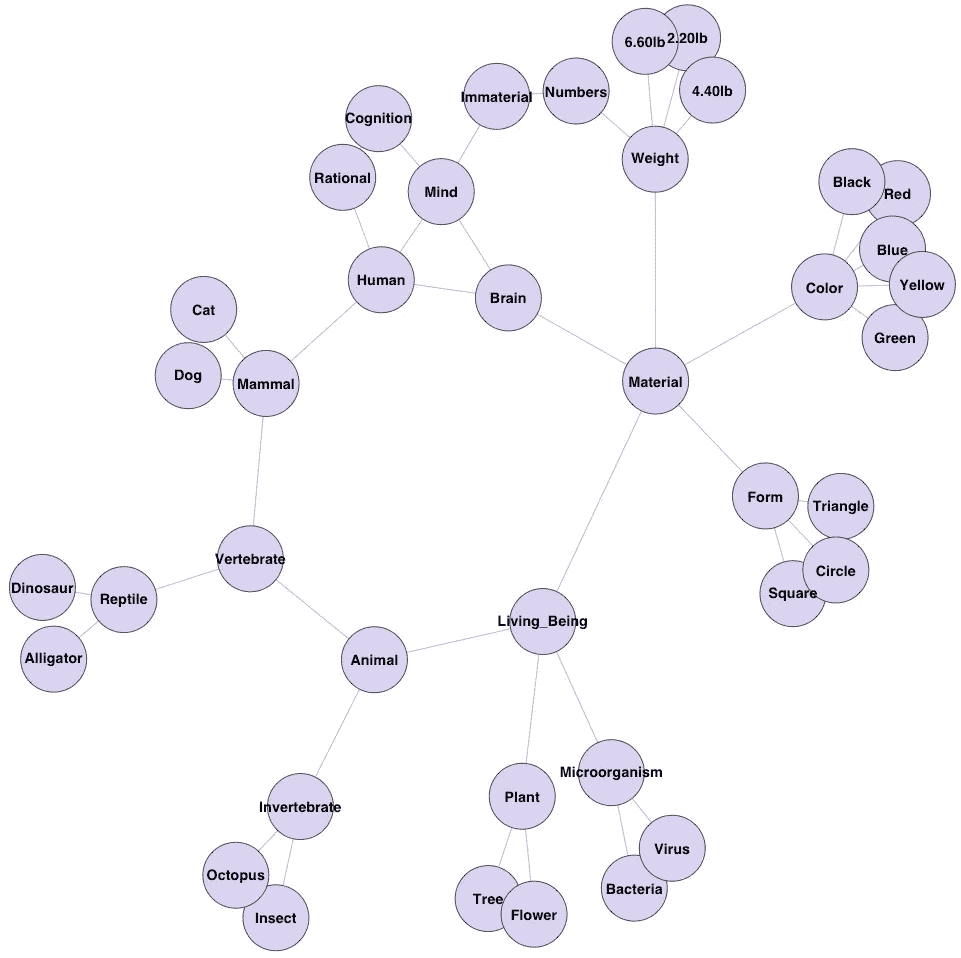 6.60lb
2.20lb
4.40lb
Immaterial
Numbers
Cognition
Weight
Rational
Mind
Black
Red
Blue
Human
Brain
Color
Yellow
Green
Cat
Dog
Mammal
Material
Form
Triangle
Circle
Square
Vertebrate
Dinosaur
Reptile
Alligator
Animal
Living_Being
Microorganism
Plant
Invertebrate
Virus
Octopus
Bacteria
Tree
Flower
Insect